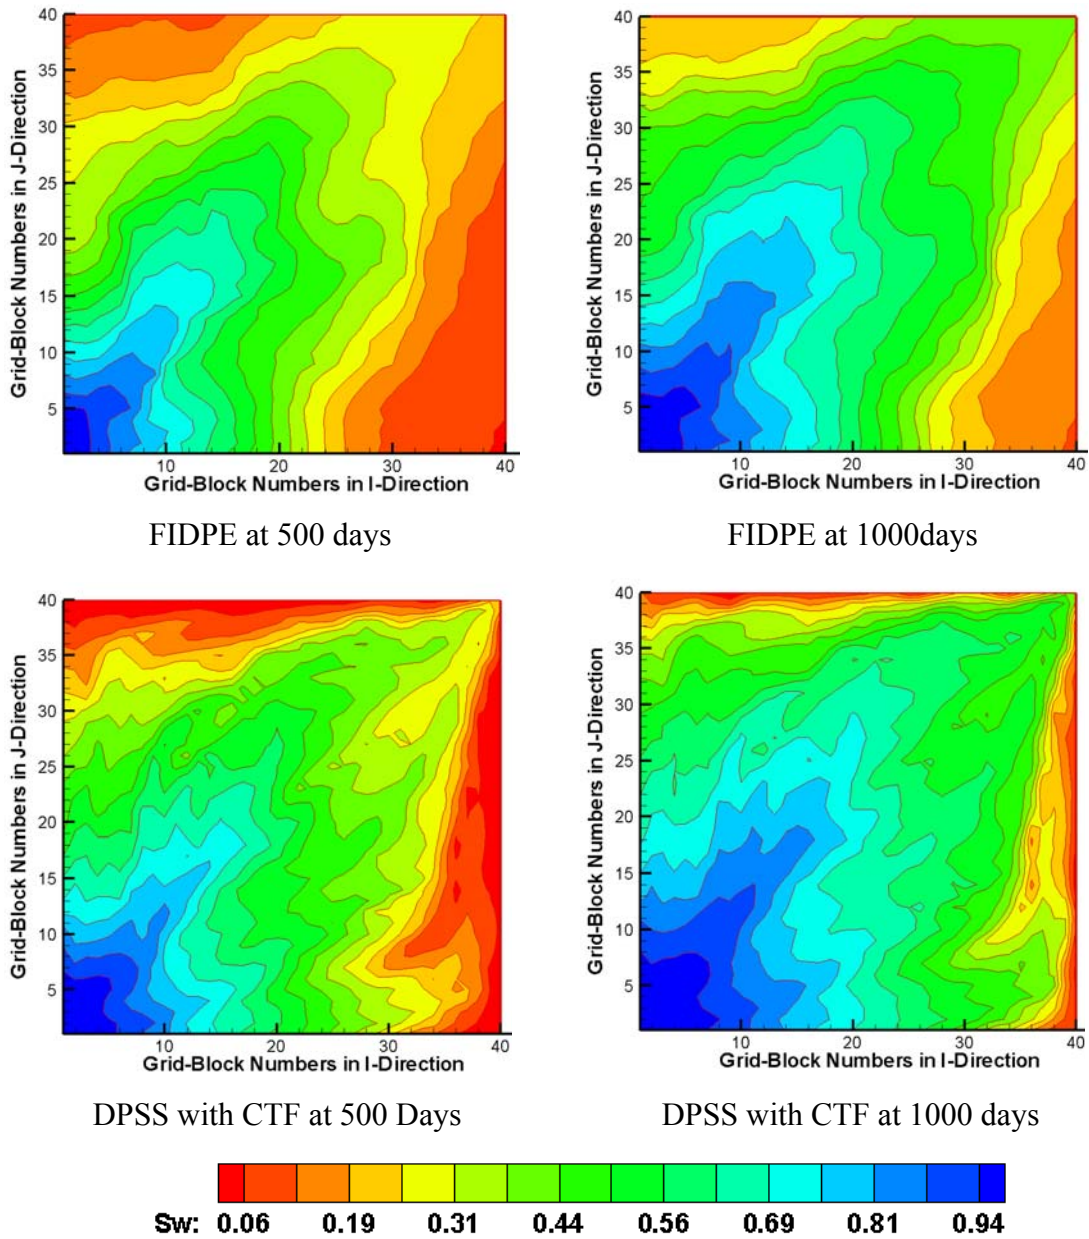 40
35
30
25
20
15
10
5
Grid-Block Numbers in J-Direction
10 20 30 40
Grid-Block Numbers in I-Direction
FIDPE at 500 days
40
35
30
25
20
15
10
5
Grid-Block Numbers in J-Direction
10 20 30 40
Grid-Block Numbers in I-Direction
FIDPE at 1000days
40
35
30
25
20
15
10
5
Grid-Block Numbers in J-Direction
10 20 30 40
Grid-Block Numbers in I-Direction
DPSS with CTF at 500 Days
40
35
30
25
20
15
10
5
Grid-Block Numbers in J-Direction
10 20 30 40
Grid-Block Numbers in I-Direction
DPSS with CTF at 1000 days
Sw: 0.06 0.19 0.31 0.44 0.56 0.69 0.81 0.94